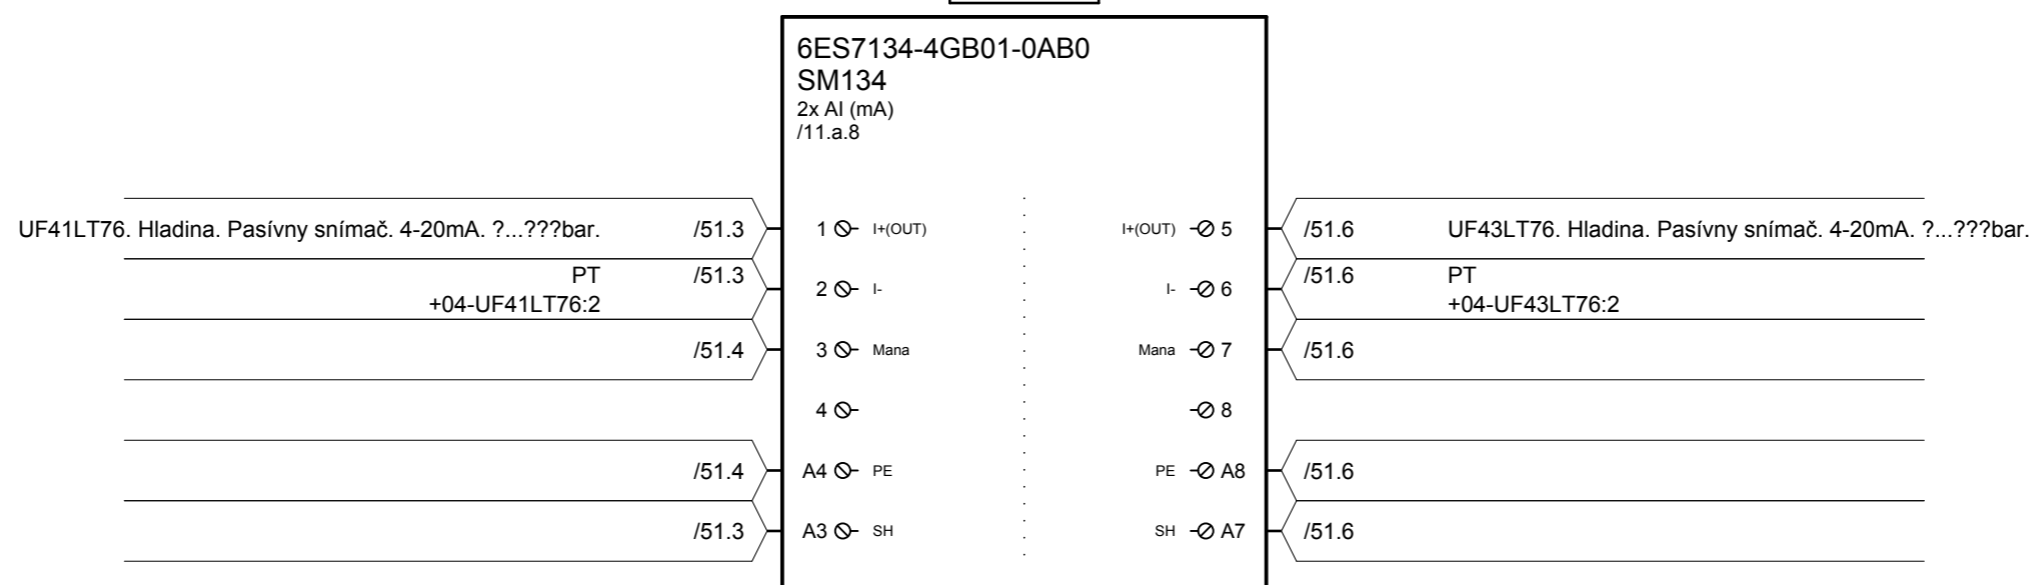 6ES7134-4GB01-0AB0
SM134
2x AI (mA)
/11.a.8
UF41LT76. Hladina. Pasívny snímač. 4-20mA. ?...???bar. /51.3 1 I+(OUT) I+(OUT) 5 /51.6 UF43LT76. Hladina. Pasívny snímač. 4-20mA. ?...???bar.
PT /51.3 2 I- I- 6 /51.6 PT
+04-UF41LT76:2 +04-UF43LT76:2
/51.4 3 Mana Mana 7 /51.6
4 8
/51.4 A4 PE PE A8 /51.6
/51.3 A3 SH SH A7 /51.6